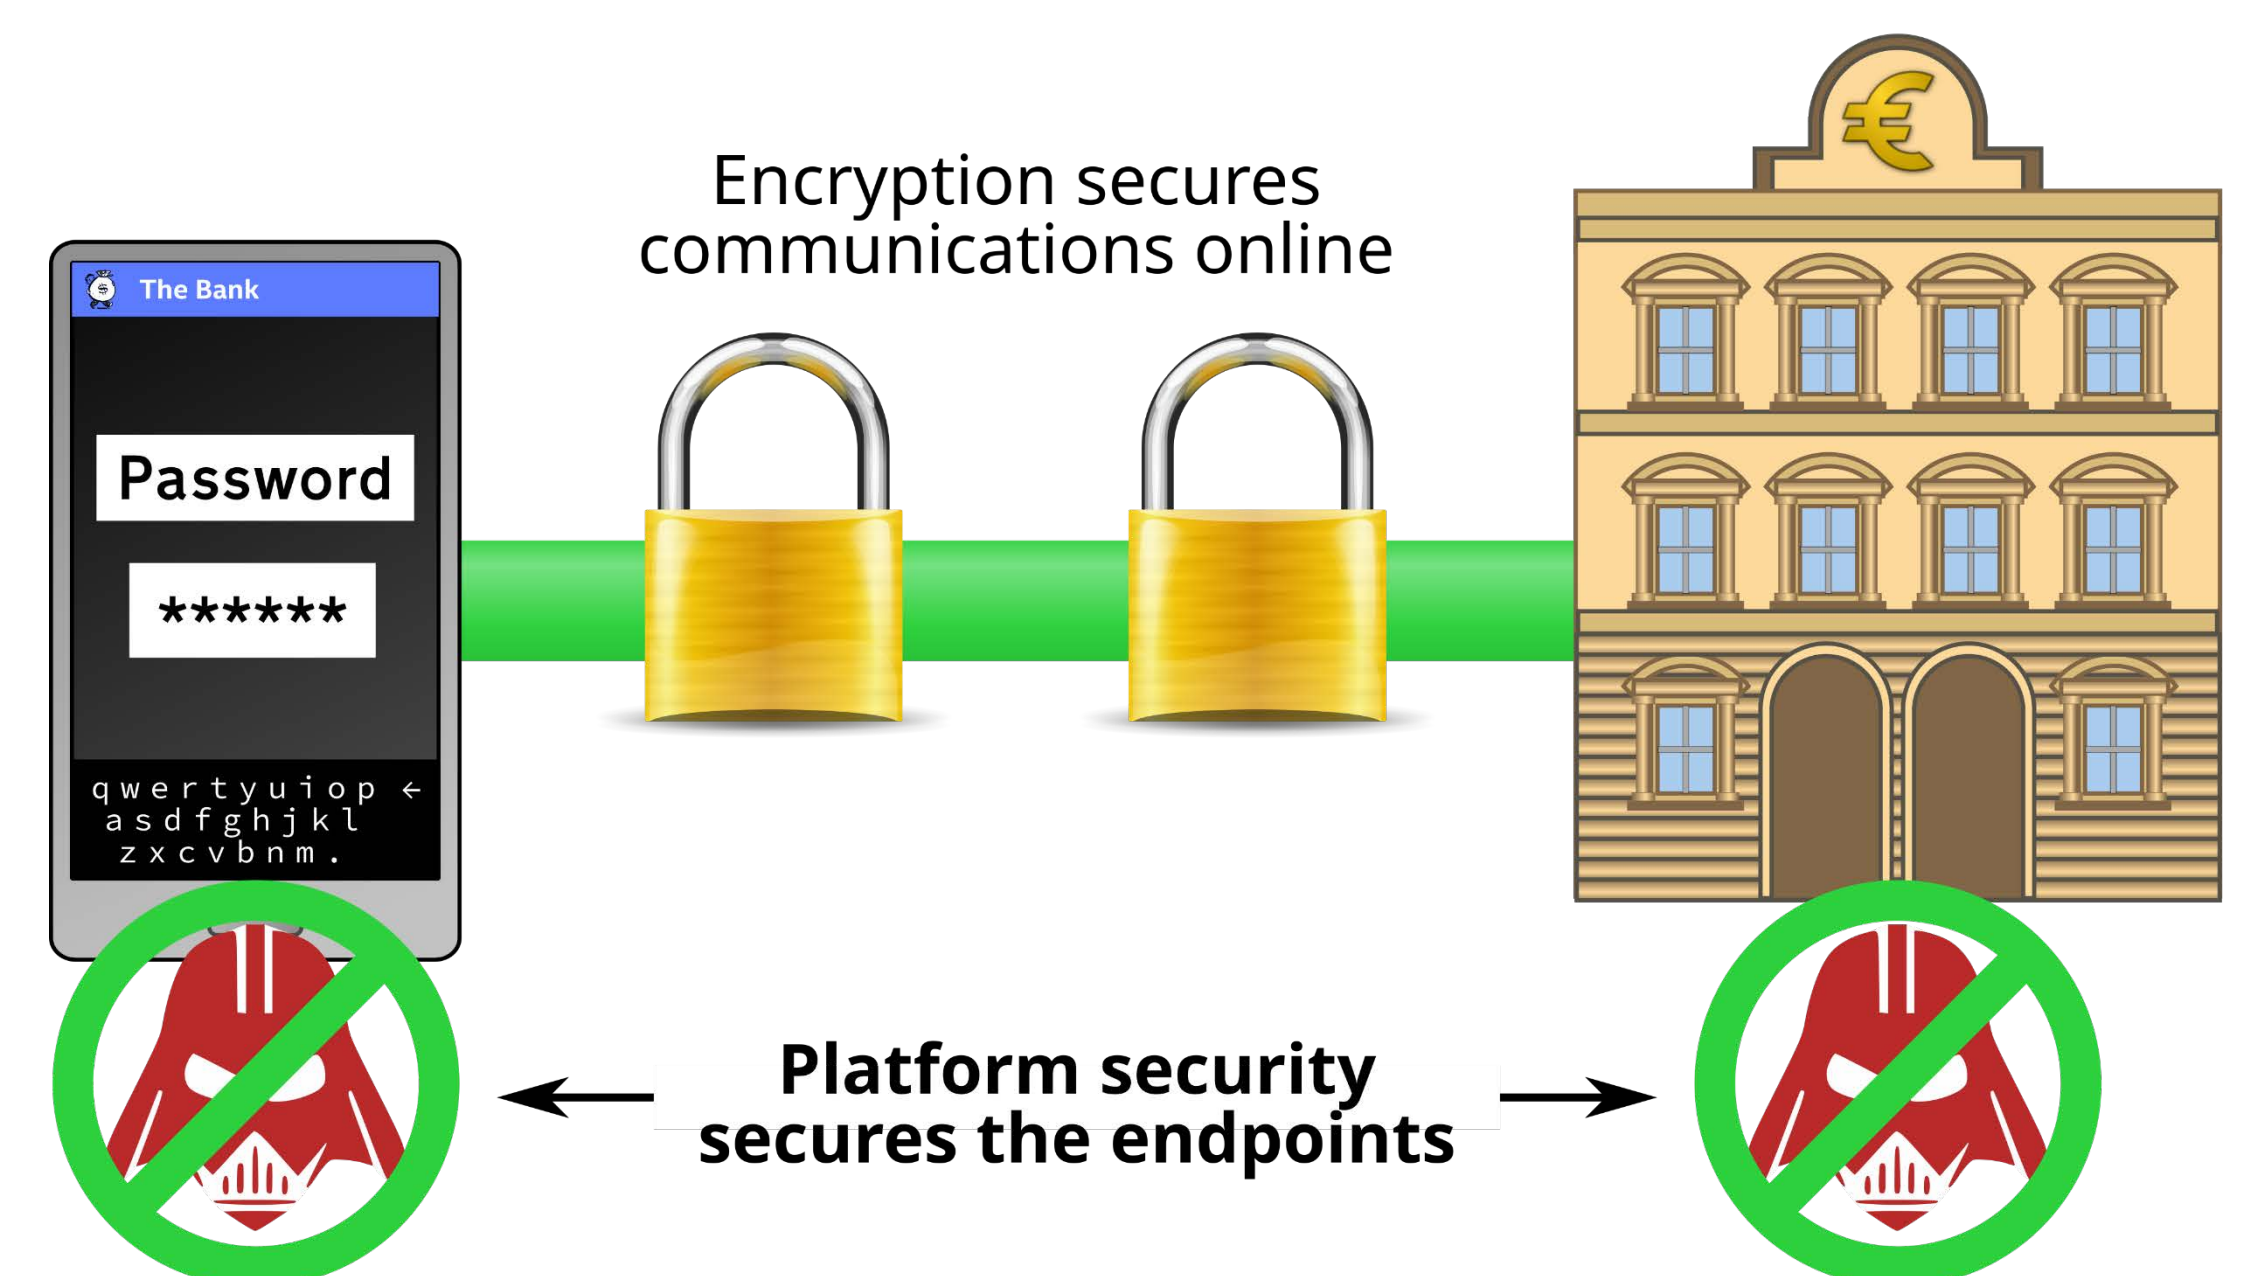 €
Encryption secures
communications online
The Bank
Password
******
q w e r t y u i o p ←
a s d f g h j k l
z x c v b n m .
Platform security
secures the endpoints